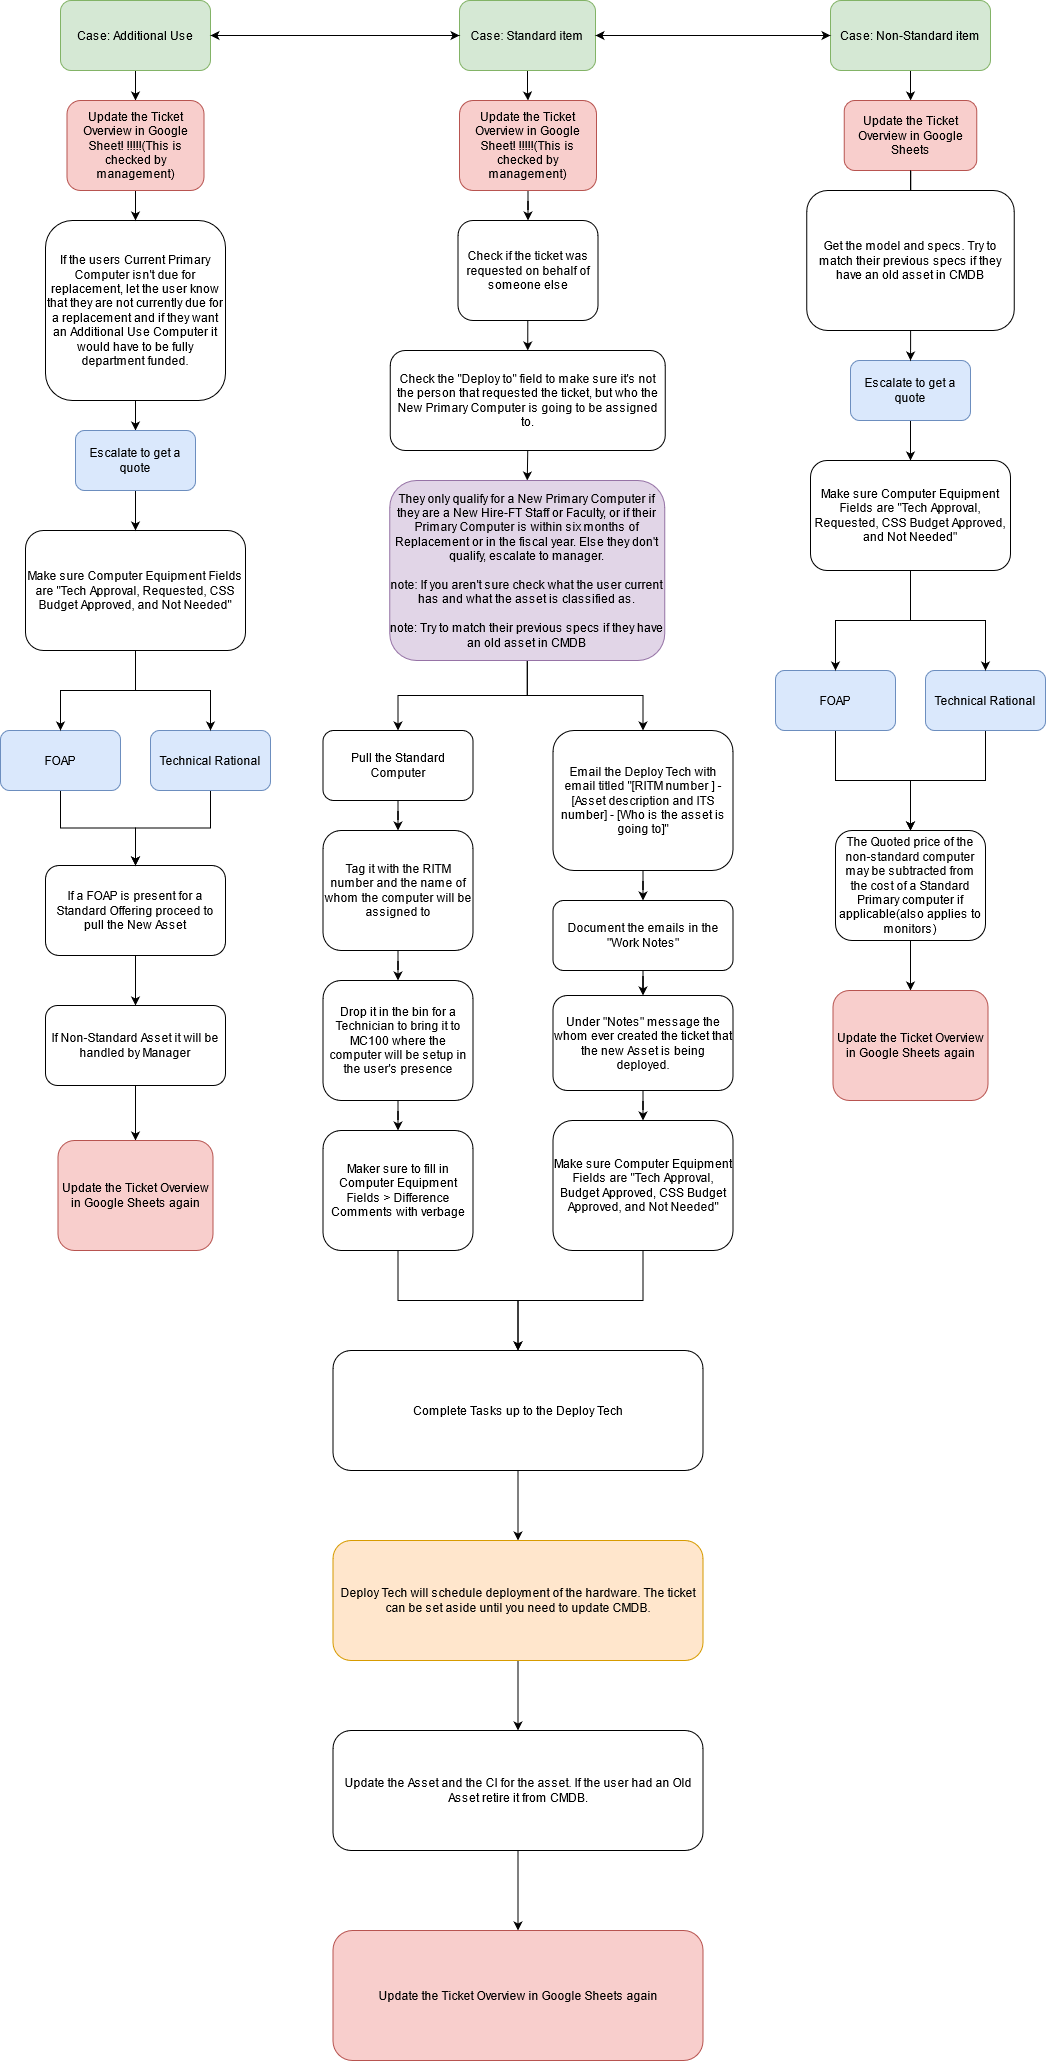 Case: Additional Use
Case: Standard item
Case: Non-Standard item
Update the Ticket
Overview in Google
Sheet! !!!!!(This is
checked by
management)
Update the Ticket
Overview in Google
Sheet! !!!!!(This is
checked by
management)
Update the Ticket
Overview in Google
Sheets
If the users Current Primary
Computer isn't due for
replacement, let the user know
that they are not currently due for
a replacement and if they want
an Additional Use Computer it
would have to be fully
department funded.
Check if the ticket was
requested on behalf of
someone else
Get the model and specs. Try to
match their previous specs if they
have an old asset in CMDB
Check the "Deploy to" field to make sure it's not
the person that requested the ticket, but who the
New Primary Computer is going to be assigned
to.
Escalate to get a
quote
Escalate to get a
quote
They only qualify for a New Primary Computer if
they are a New Hire-FT Staff or Faculty, or if their
Primary Computer is within six months of
Replacement or in the fiscal year. Else they don't
qualify, escalate to manager.
note: If you aren't sure check what the user current
has and what the asset is classified as.
note: Try to match their previous specs if they have
an old asset in CMDB
Make sure Computer Equipment
Fields are "Tech Approval,
Requested, CSS Budget Approved,
and Not Needed"
Make sure Computer Equipment Fields
are "Tech Approval, Requested, CSS
Budget Approved, and Not Needed"
FOAP
Technical Rational
FOAP
Technical Rational
Pull the Standard
Computer
Email the Deploy Tech with
email titled "[RITM number ] -
[Asset description and ITS
number] - [Who is the asset is
going to]"
Tag it with the RITM
number and the name of
whom the computer will be
assigned to
The Quoted price of the
non-standard computer
may be subtracted from
the cost of a Standard
Primary computer if
applicable(also applies to
monitors)
If a FOAP is present for a
Standard Offering proceed to
pull the New Asset
Document the emails in the
"Work Notes"
Drop it in the bin for a
Technician to bring it to
MC100 where the
computer will be setup in
the user's presence
Under "Notes" message the
whom ever created the ticket that
the new Asset is being
deployed.
If Non-Standard Asset it will be
handled by Manager
Update the Ticket Overview
in Google Sheets again
Maker sure to fill in
Computer Equipment
Fields > Difference
Comments with verbage
Make sure Computer Equipment
Fields are "Tech Approval,
Budget Approved, CSS Budget
Approved, and Not Needed"
Update the Ticket Overview
in Google Sheets again
Complete Tasks up to the Deploy Tech
Deploy Tech will schedule deployment of the hardware. The ticket
can be set aside until you need to update CMDB.
Update the Asset and the CI for the asset. If the user had an Old
Asset retire it from CMDB.
Update the Ticket Overview in Google Sheets again